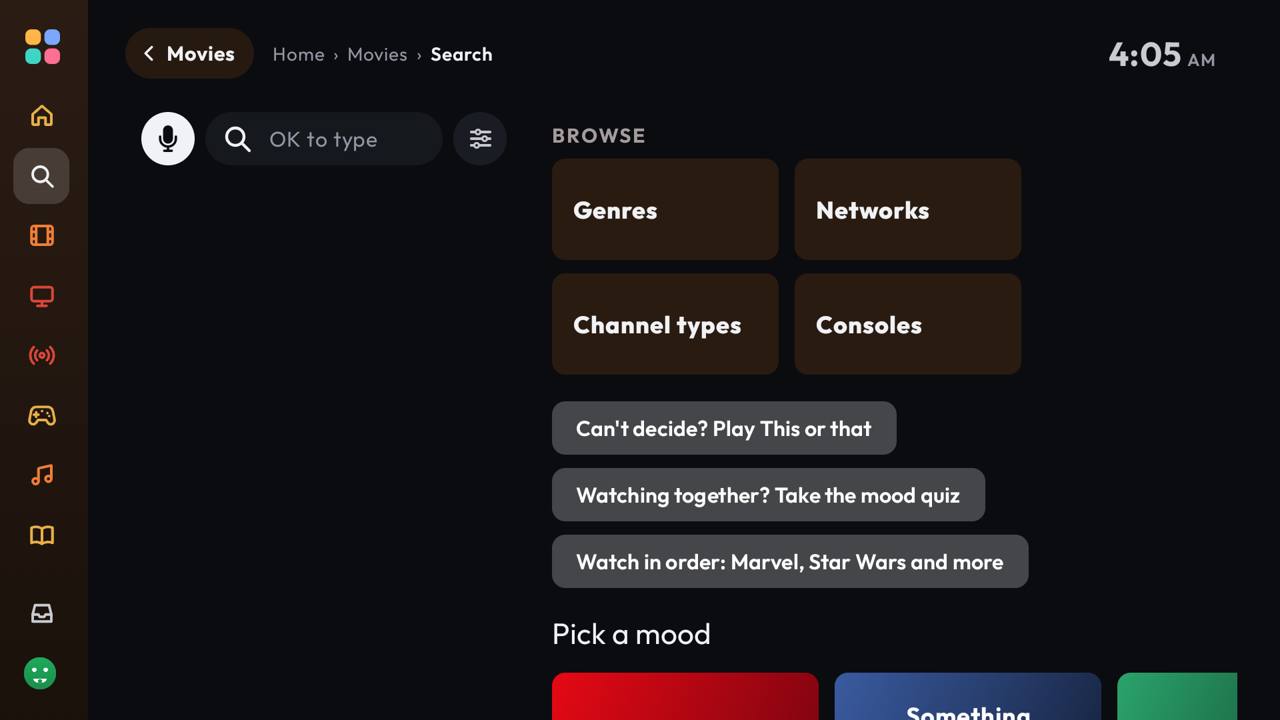 Movies
Home › Movies › Search
4:05 AM
OK to type
BROWSE
Genres
Networks
Channel types
Consoles
Can't decide? Play This or that
Watching together? Take the mood quiz
Watch in order: Marvel, Star Wars and more
Pick a mood
Something